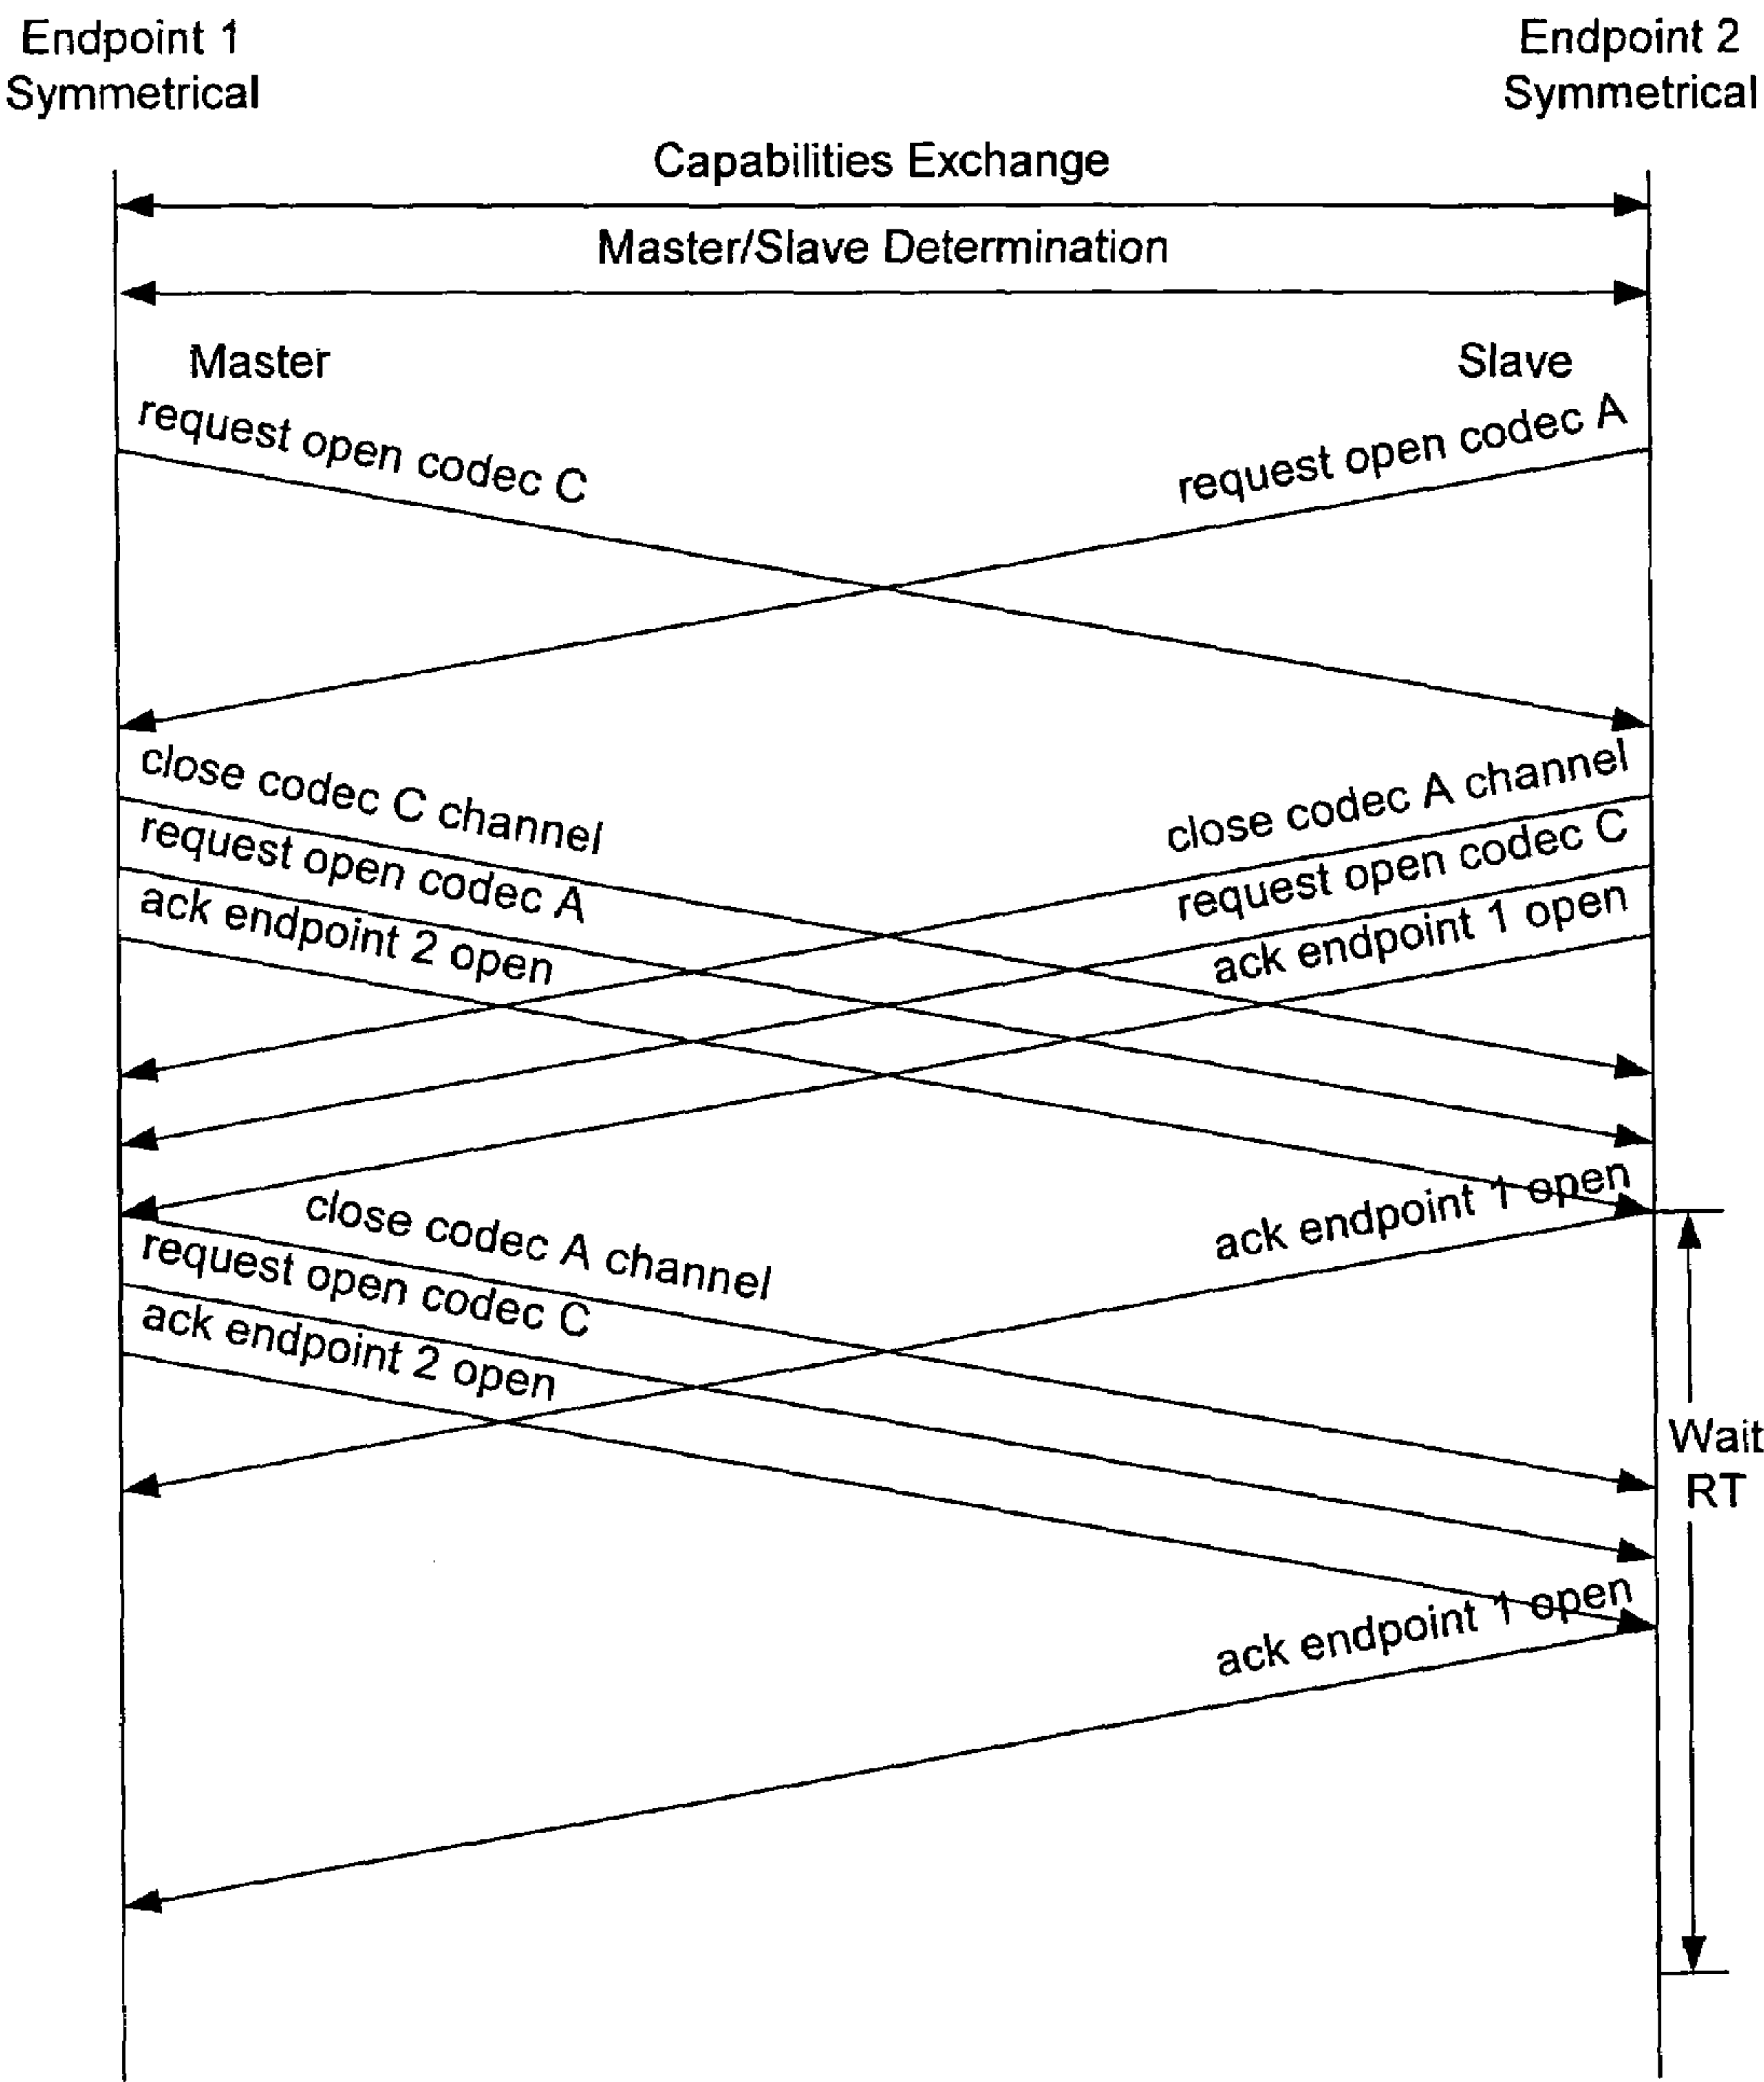 Endpoint 1
Symmetrical
Endpoint 2
Symmetrical
Capabilities Exchange
Master/Slave Determination
Master
Slave
request open codec C
request open codec A
close codec C channel
close codec A channel
request open codec A
request open codec C
ack endpoint 2 open
ack endpoint 1 open
close codec A channel
ack endpoint 1 open
request open codec C
ack endpoint 2 open
Wait
RT
ack endpoint 1 open